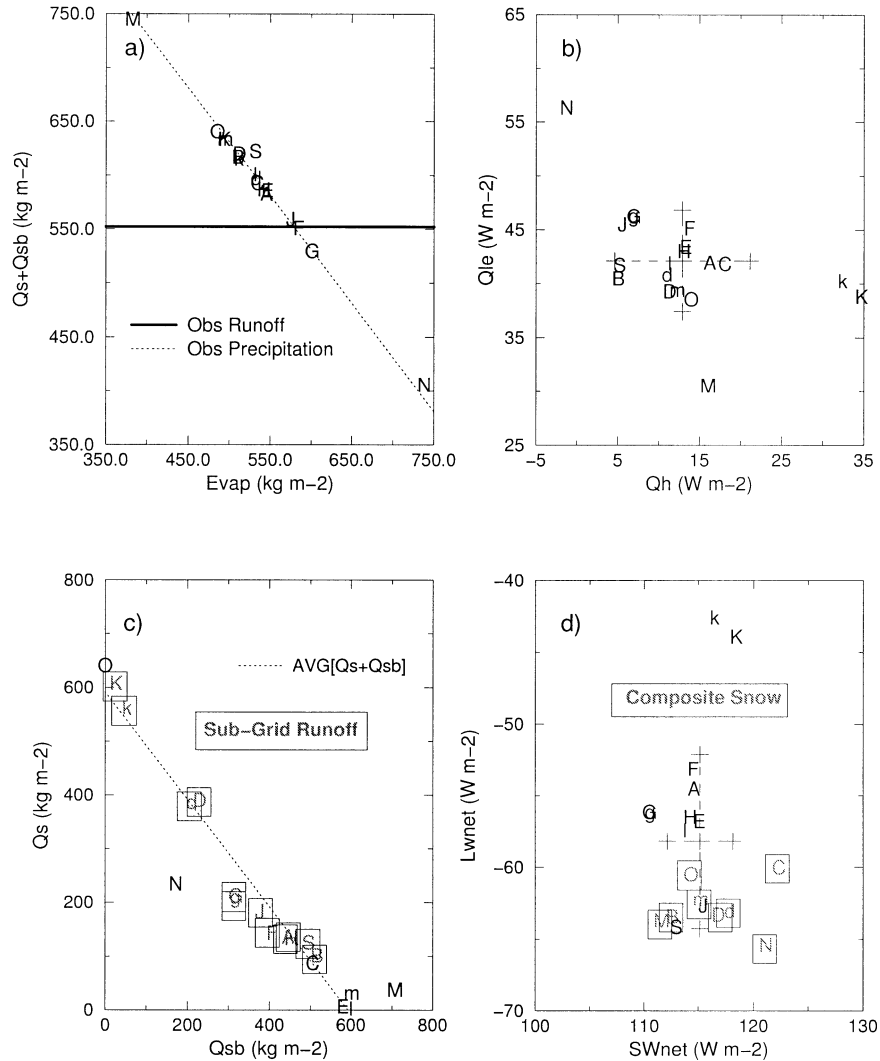 a)
750.0
650.0
550.0
450.0
350.0
Qs+Qsb (kg m−2)
M
O
K
m
D
S
A
L
F
G
N
Obs Runoff
Obs Precipitation
350.0 450.0 550.0 650.0 750.0
Evap (kg m−2)
b)
65
55
45
35
25
Qle (W m−2)
N
G
J
F
E
H
S
B
d
A C
D
m
O
k
K
M
−5 5 15 25 35
Qh (W m−2)
c)
800
600
400
200
0
Qs (kg m−2)
AVG[Qs+Qsb]
Sub−Grid Runoff
O
K
k
D
N
G
g
J
F
A
S
C
m
E
I
M
0 200 400 600 800
Qsb (kg m−2)
d)
−40
−50
−60
−70
Lwnet (W m−2)
k
K
Composite Snow
F
A
G
g
H
E
I
O
C
m
J
D
d
M
S
N
100 110 120 130
SWnet (W m−2)